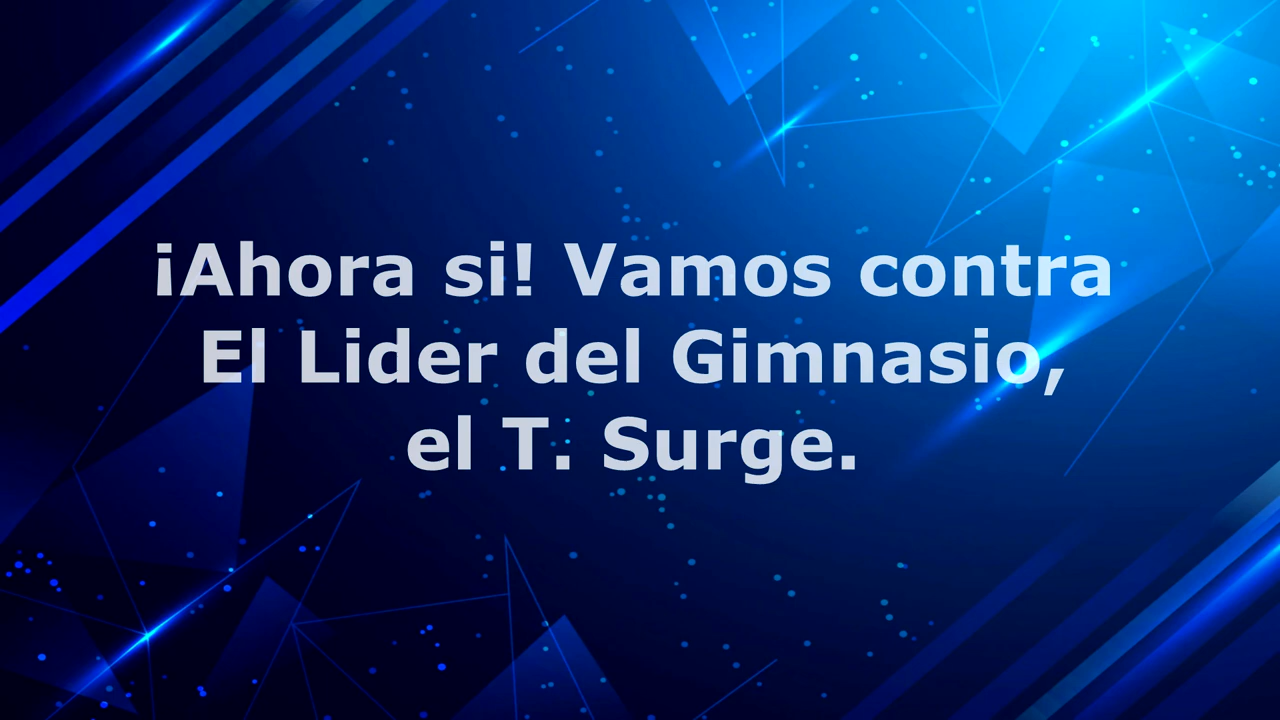 ¡Ahora si! Vamos contra
El Lider del Gimnasio,
el T. Surge.